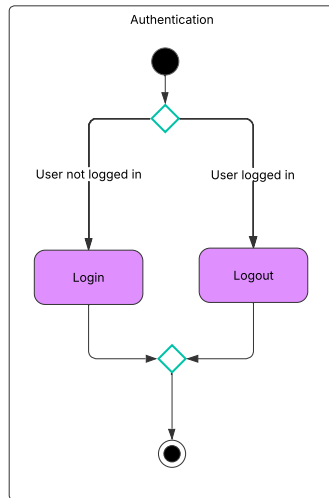 Authentication
User not logged in
User logged in
Login
Logout